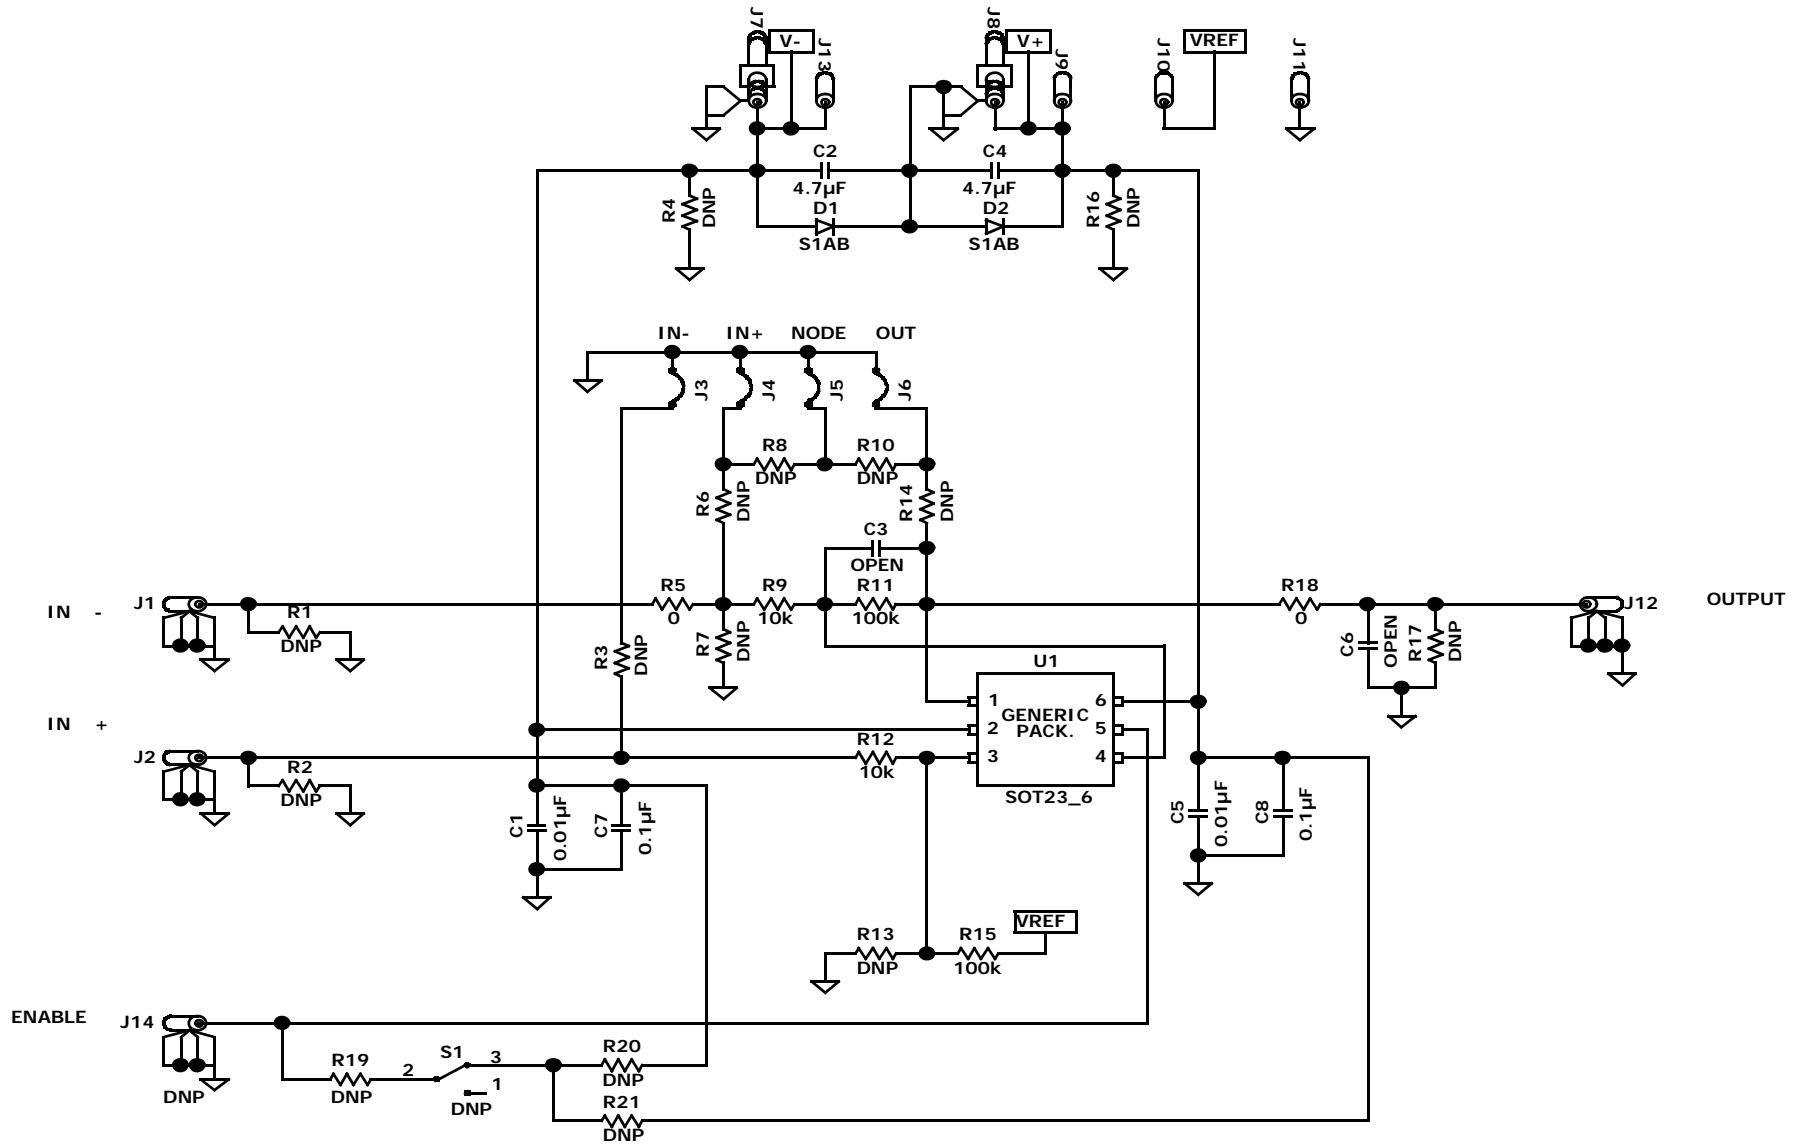 J7
V-
J13
J8
V+
J9
J10
VREF
J11
C2
4.7µF
D1
S1AB
C4
4.7µF
D2
S1AB
R4
DNP
R16
DNP
IN-
IN+
NODE
OUT
J3
J4
J5
J6
R8
DNP
R10
DNP
R6
DNP
R14
DNP
C3
OPEN
IN -
J1
R1
DNP
R5
0
R9
10k
R11
100k
R18
0
J12
OUTPUT
R3
DNP
R7
DNP
C6
OPEN
R17
DNP
U1
1
2
3
GENERIC
PACK.
6
5
4
SOT23_6
IN +
J2
R2
DNP
R12
10k
C1
0.01µF
C7
0.1µF
C5
0.01µF
C8
0.1µF
R13
DNP
R15
100k
VREF
ENABLE
J14
DNP
R19
DNP
2
S1
3
1
DNP
R20
DNP
R21
DNP